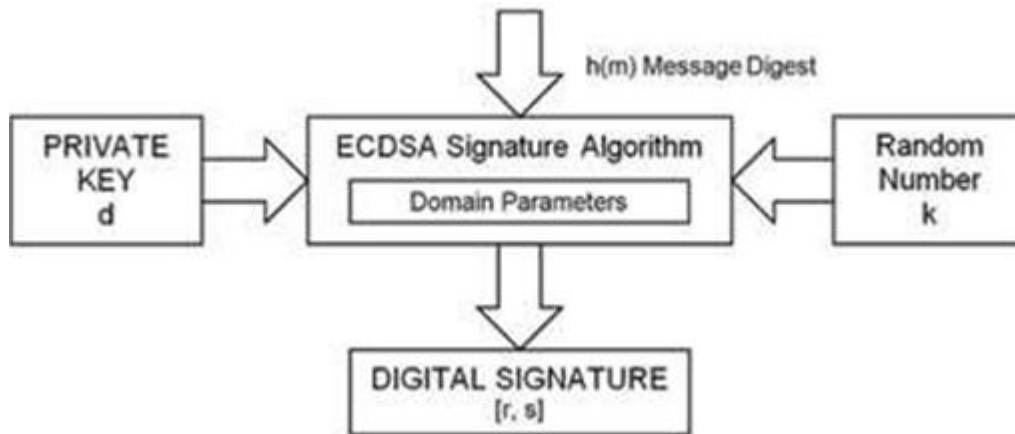 h(m) Message Digest
PRIVATE
KEY
d
ECDSA Signature Algorithm
Domain Parameters
Random
Number
k
DIGITAL SIGNATURE
[r, s]